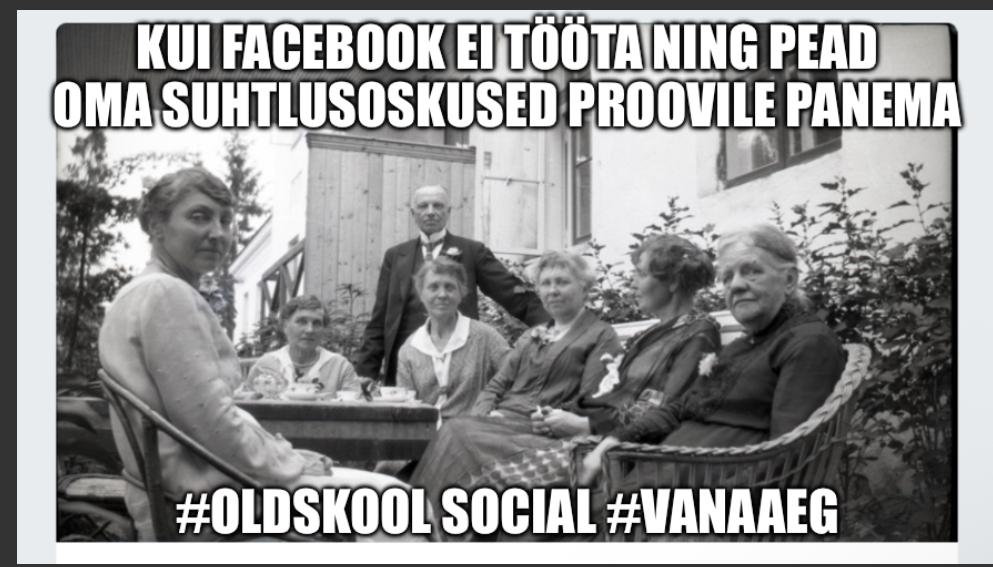 KUI FACEBOOK EI TÖÖTA NING PEAD
OMA SUHTLUSOSKUSED PROOVILE PANEMA
#OLDSKOOL SOCIAL #VANAAEG